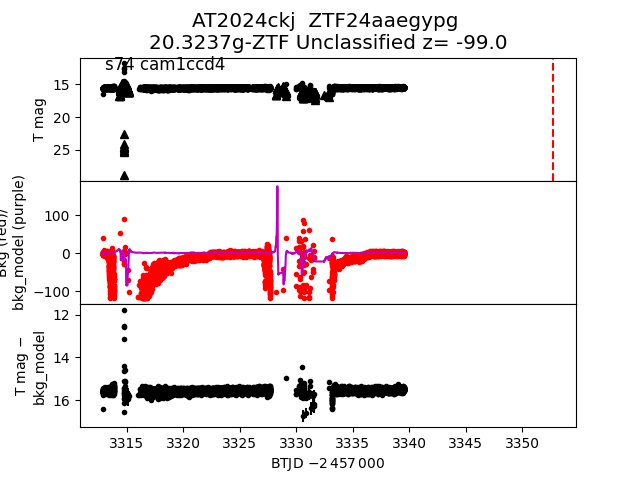 AT2024ckj ZTF24aaegypg
20.3237g-ZTF Unclassified z= -99.0
s74 cam1ccd4
T mag
15
20
25
Bkg (red)/
bkg_model (purple)
100
0
−100
T mag −
bkg_model
12
14
16
3315 3320 3325 3330 3335 3340 3345 3350
BTJD −2 457 000